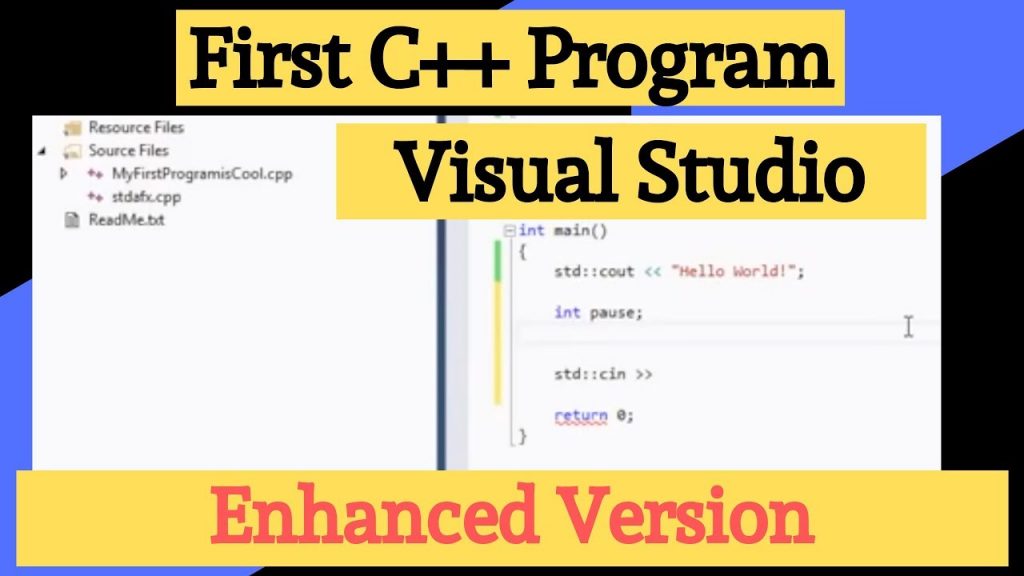 First C++ Program
Visual Studio
Resource Files
Source Files
MyFirstProgramisCool.cpp
stdafx.cpp
ReadMe.txt
int main()
{
std::cout << "Hello World!";
int pause;
std::cin >>
return 0;
}
Enhanced Version